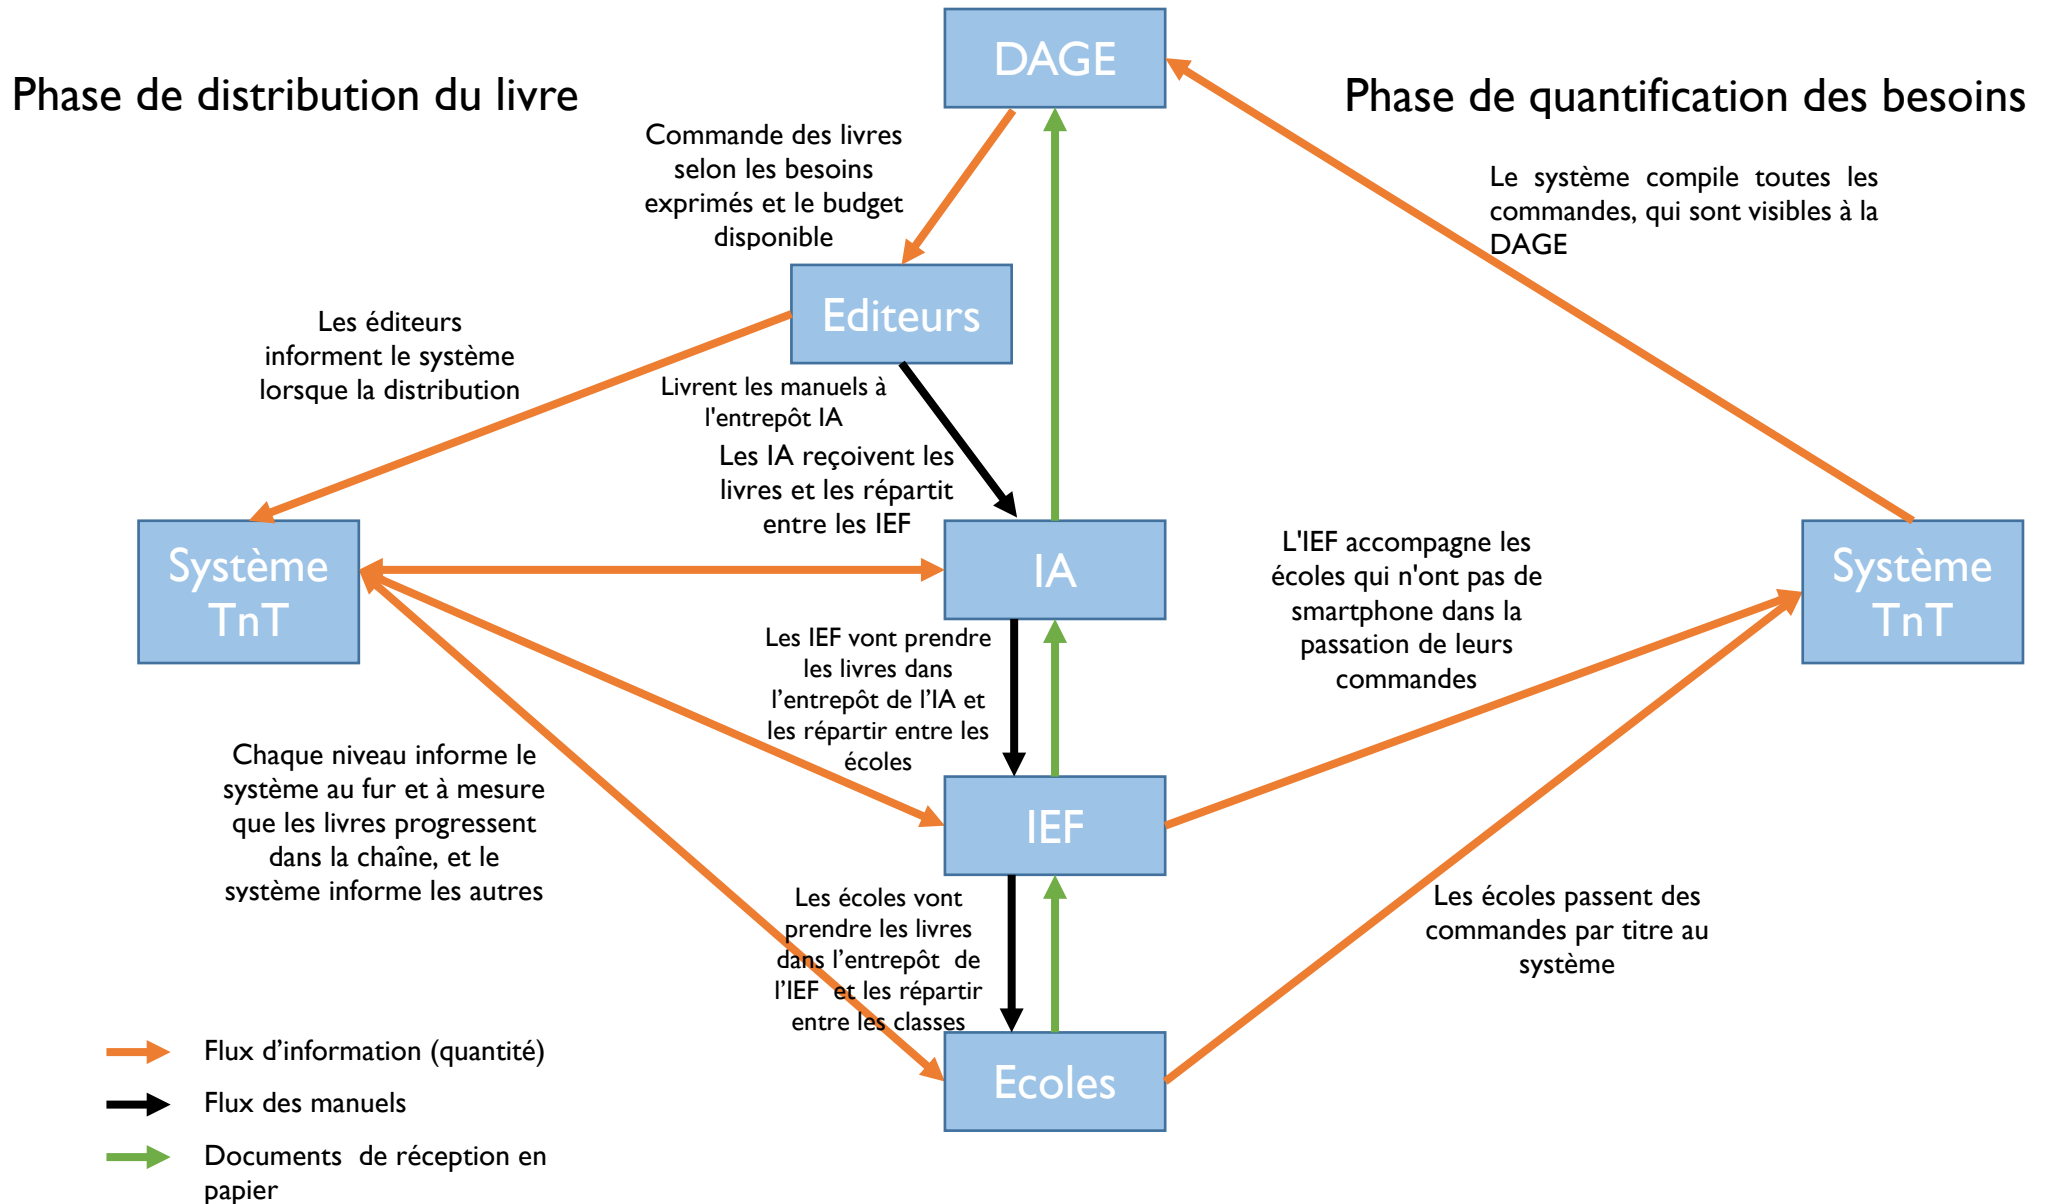 DAGE
Phase de distribution du livre
Phase de quantification des besoins
Commande des livres
selon les besoins
exprimés et le budget
disponible
Le système compile toutes les
commandes, qui sont visibles à la
DAGE
Editeurs
Les éditeurs
informent le système
lorsque la distribution
Livrent les manuels à
l'entrepôt IA
Les IA reçoivent les
livres et les répartit
entre les IEF
Système
TnT
IA
L'IEF accompagne les
écoles qui n'ont pas de
smartphone dans la
passation de leurs
commandes
Système
TnT
Les IEF vont prendre
les livres dans
l’entrepôt de l’IA et
les répartir entre les
écoles
Chaque niveau informe le
système au fur et à mesure
que les livres progressent
dans la chaîne, et le
système informe les autres
IEF
Les écoles vont
prendre les livres
dans l’entrepôt  de
l’IEF  et les répartir
entre les classes
Les écoles passent des
commandes par titre au
système
Ecoles
Flux d’information (quantité)
Flux des manuels
Documents  de réception en
papier